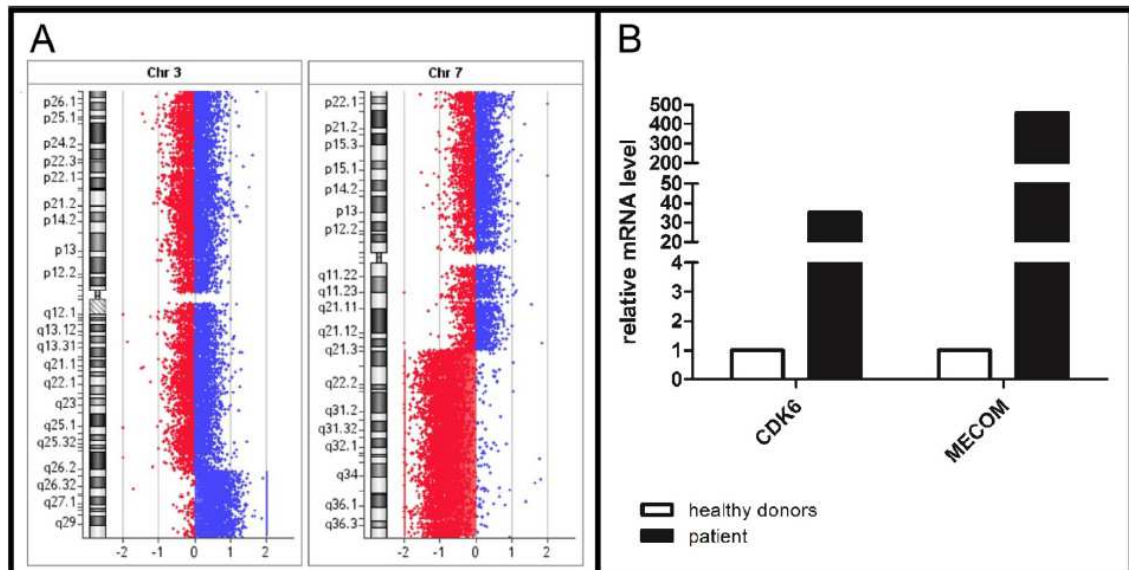 A
Chr 3
p26.1
p25.1
p24.2
p22.3
p22.1
p21.2
p14.2
p13
p12.2
q12.1
q13.12
q13.31
q21.1
q22.1
q23
q25.1
q25.32
q26.2
q26.32
q27.1
q29
-2 -1 0 1 2
Chr 7
p22.1
p21.2
p15.3
p15.1
p14.2
p13
p12.2
q11.22
q11.23
q21.11
q21.12
q21.3
q22.2
q31.2
q31.32
q32.1
q34
q36.1
q36.3
-2 -1 0 1 2
B
relative mRNA level
500
400
300
200
50
40
30
20
4
3
2
1
0
CDK6
MECOM
healthy donors
patient